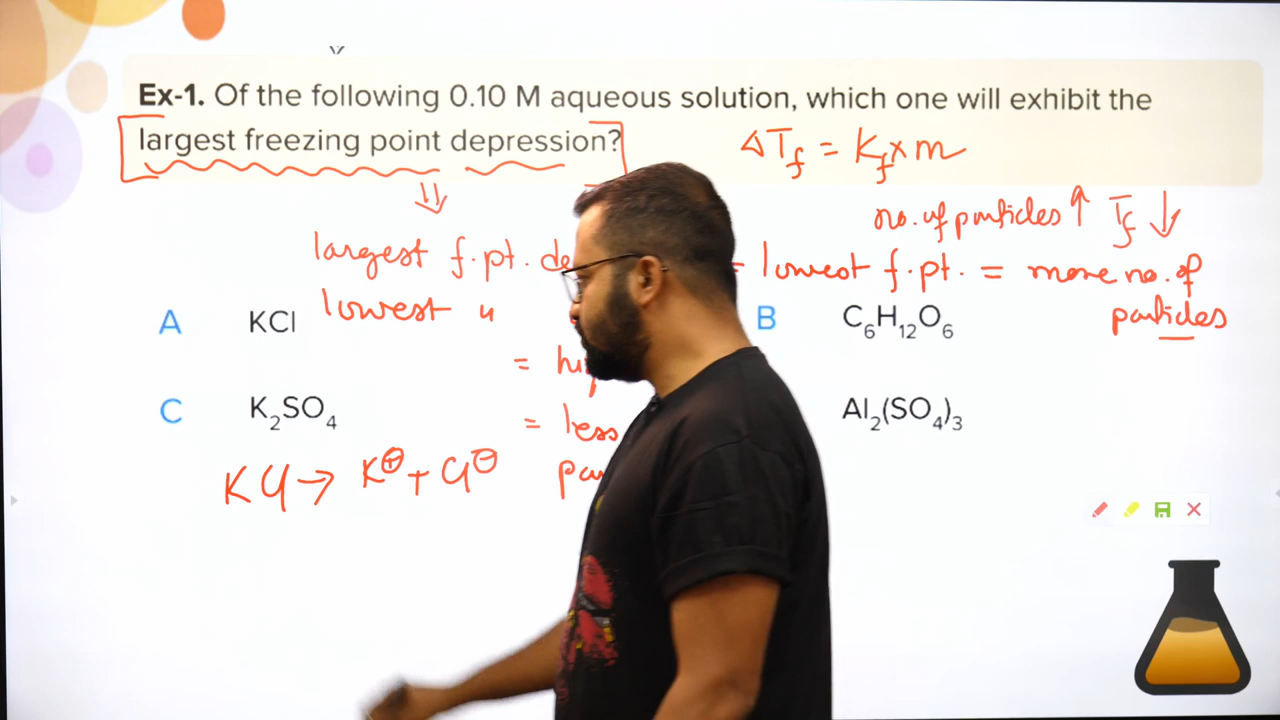 Ex-1. Of the following 0.10 M aqueous solution, which one will exhibit the
largest freezing point depression?
ΔTf = Kf × m
⇓
no. of particles ↑ Tf ↓
largest f.pt. de
= lowest f.pt. = more no. of
particles
lowest "
A KCl
B C₆H₁₂O₆
=
C K₂SO₄
Al₂(SO₄)₃
= less
KCl → K⊕ + Cl⊖